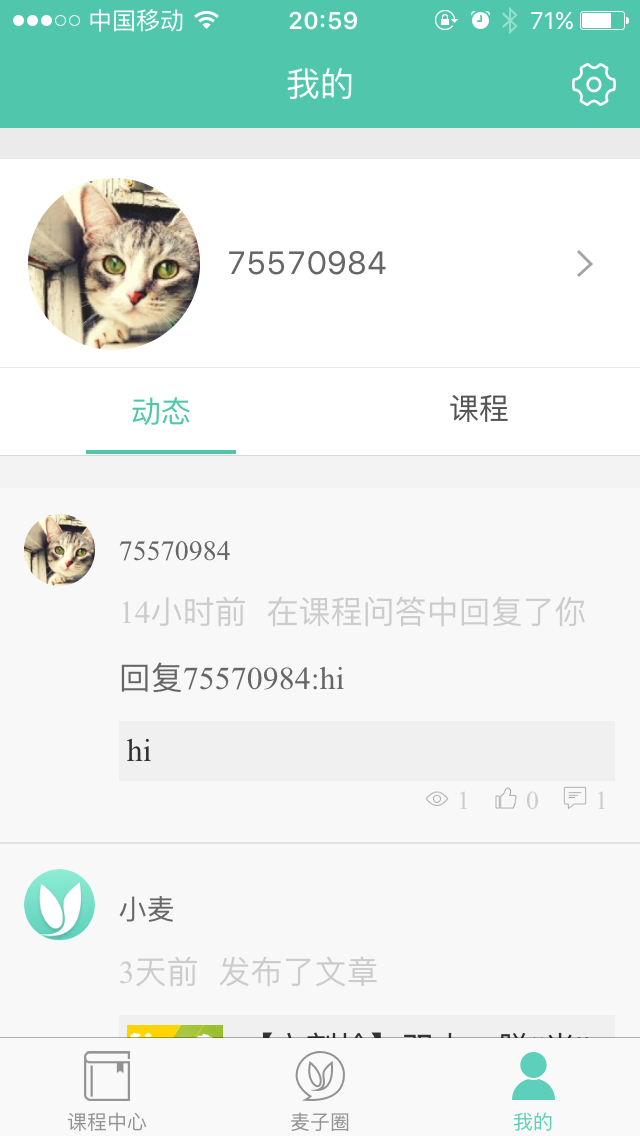 中国移动 20:59 71%
我的
75570984
动态 课程
75570984
14小时前 在课程问答中回复了你
回复75570984:hi
hi
1 0 1
小麦
3天前 发布了文章
课程中心 麦子圈 我的